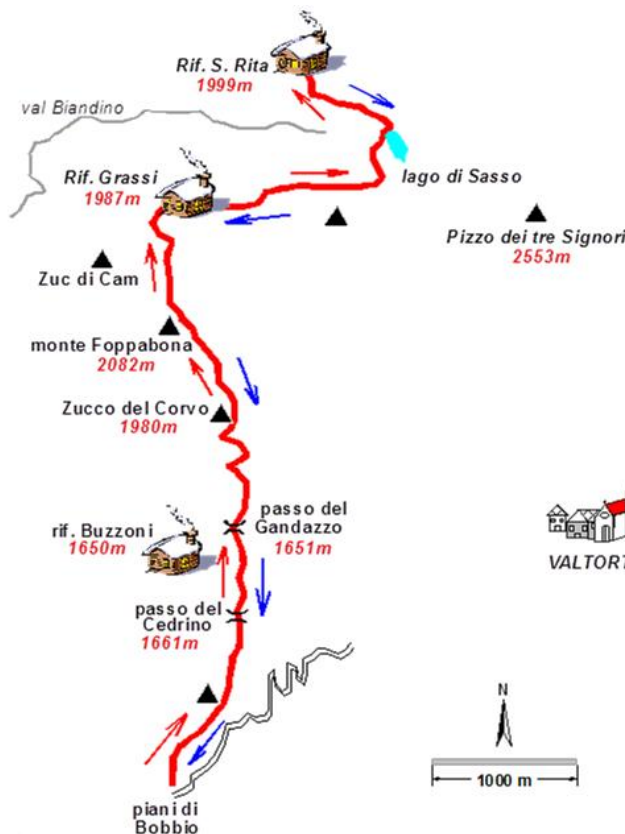 Rif. S. Rita
1999m
val Biandino
Rif. Grassi
1987m
lago di Sasso
Pizzo dei tre Signori
2553m
Zuc di Cam
monte Foppabona
2082m
Zucco del Corvo
1980m
passo del
Gandazzo
1651m
rif. Buzzoni
1650m
VALTORT
passo del
Cedrino
1661m
N
1000 m
piani di
Bobbio